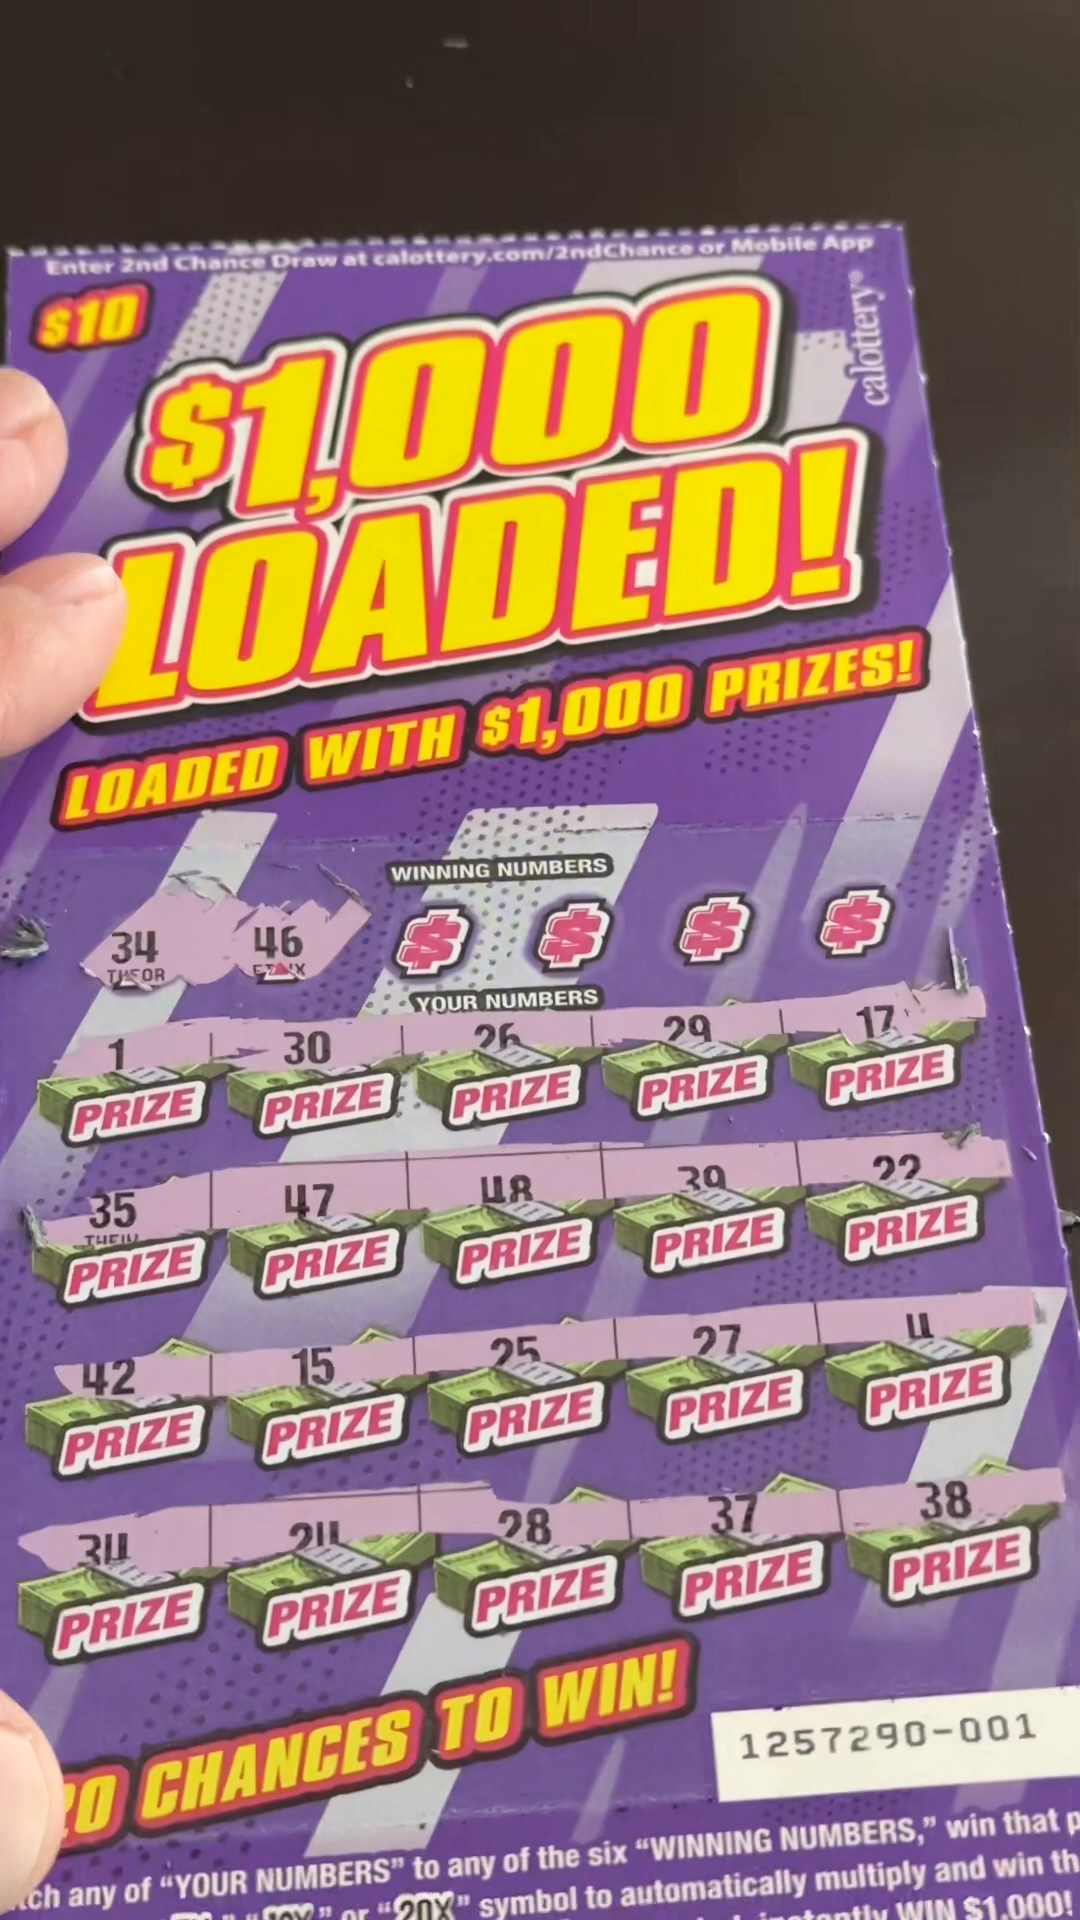 Enter 2nd Chance Draw at calottery.com/2ndChance or Mobile App
$10
calottery®
$1,000
LOADED!
LOADED WITH $1,000 PRIZES!
WINNING NUMBERS
34 46 $ $ $ $
YOUR NUMBERS
1 30 26 29 17
PRIZE PRIZE PRIZE PRIZE PRIZE
35 47 48 39 22
PRIZE PRIZE PRIZE PRIZE PRIZE
42 15 25 27 4
PRIZE PRIZE PRIZE PRIZE PRIZE
34 24 28 37 38
PRIZE PRIZE PRIZE PRIZE PRIZE
20 CHANCES TO WIN!
1257290-001
any of “YOUR NUMBERS” to any of the six “WINNING NUMBERS,” win that
or “20X” symbol to automatically multiply and win
instantly WIN $1,000!